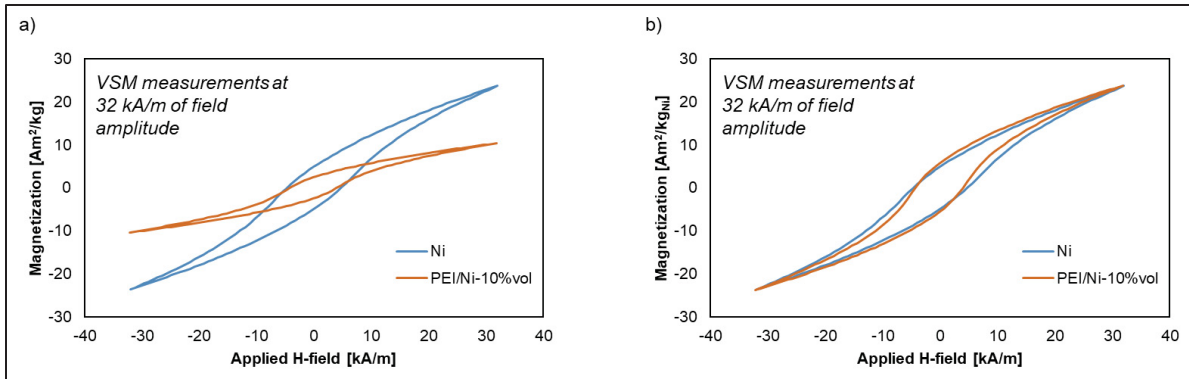 a)
30
20
10
0
-10
-20
-30
-40
-30
-20
-10
0
10
20
30
40
Magnetization [Am²/kg]
Applied H-field [kA/m]
VSM measurements at
32 kA/m of field
amplitude
Ni
PEI/Ni-10%vol
b)
30
20
10
0
-10
-20
-30
-40
-30
-20
-10
0
10
20
30
40
Magnetization [Am²/kgNi]
Applied H-field [kA/m]
VSM measurements at
32 kA/m of field
amplitude
Ni
PEI/Ni-10%vol